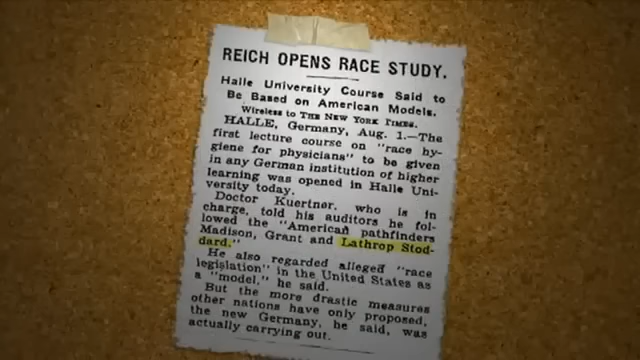 REICH OPENS RACE STUDY.
Halle University Course Said to
Be Based on American Models.
Wireless to THE NEW YORK TIMES.
HALLE, Germany, Aug. 1.—The
first lecture course on "race hy-
giene for physicians" to be given
in any German institution of higher
learning was opened in Halle Uni-
versity today.
Doctor Kuertner, who is in
charge, told his auditors he fol-
lowed the "American pathfinders
Madison, Grant and Lathrop Stod-
dard."
He also regarded alleged "race
legislation" in the United States as
a "model," he said.
But the more drastic measures
other nations have only proposed,
the new Germany, he said, was
actually carrying out.